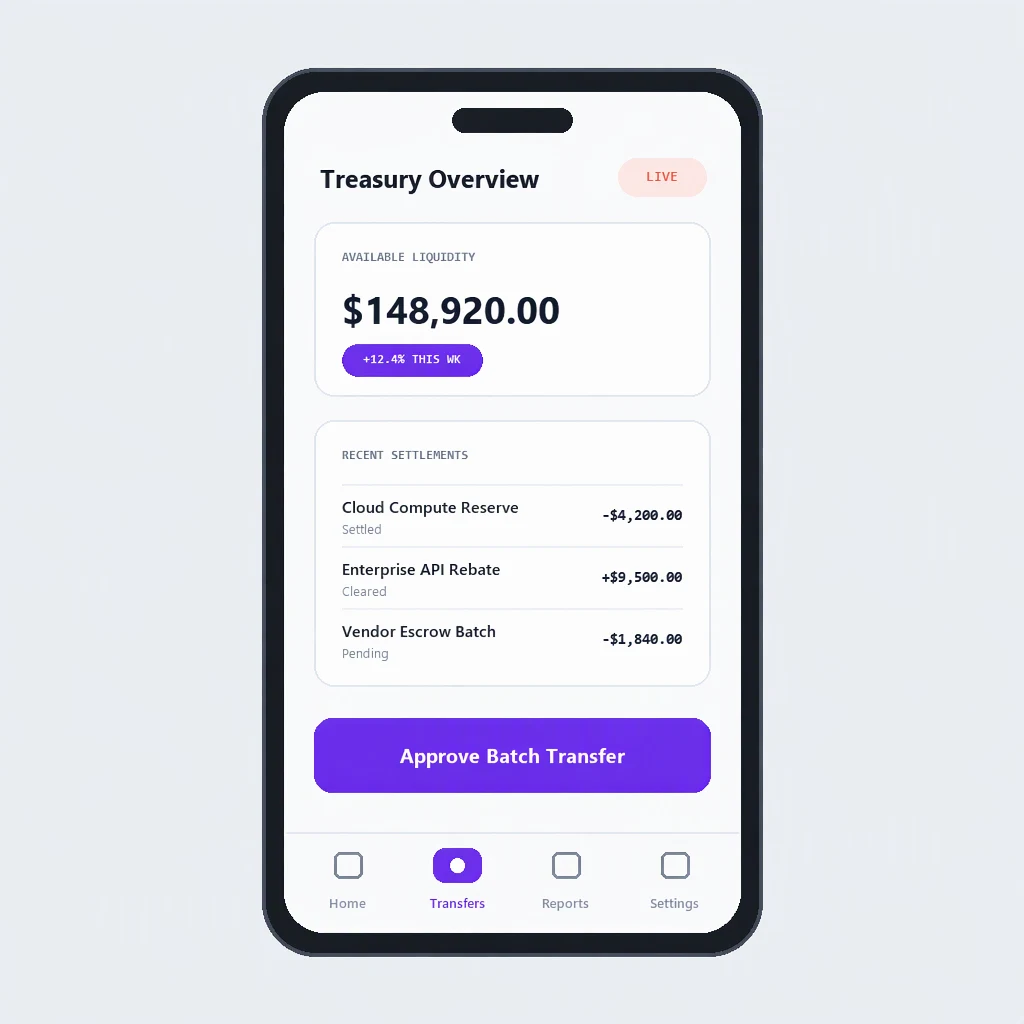 Treasury Overview
LIVE
AVAILABLE LIQUIDITY
$148,920.00
+12.4% THIS WK
RECENT SETTLEMENTS
Cloud Compute Reserve
-$4,200.00
Settled
Enterprise API Rebate
+$9,500.00
Cleared
Vendor Escrow Batch
-$1,840.00
Pending
Approve Batch Transfer
Home
Transfers
Reports
Settings